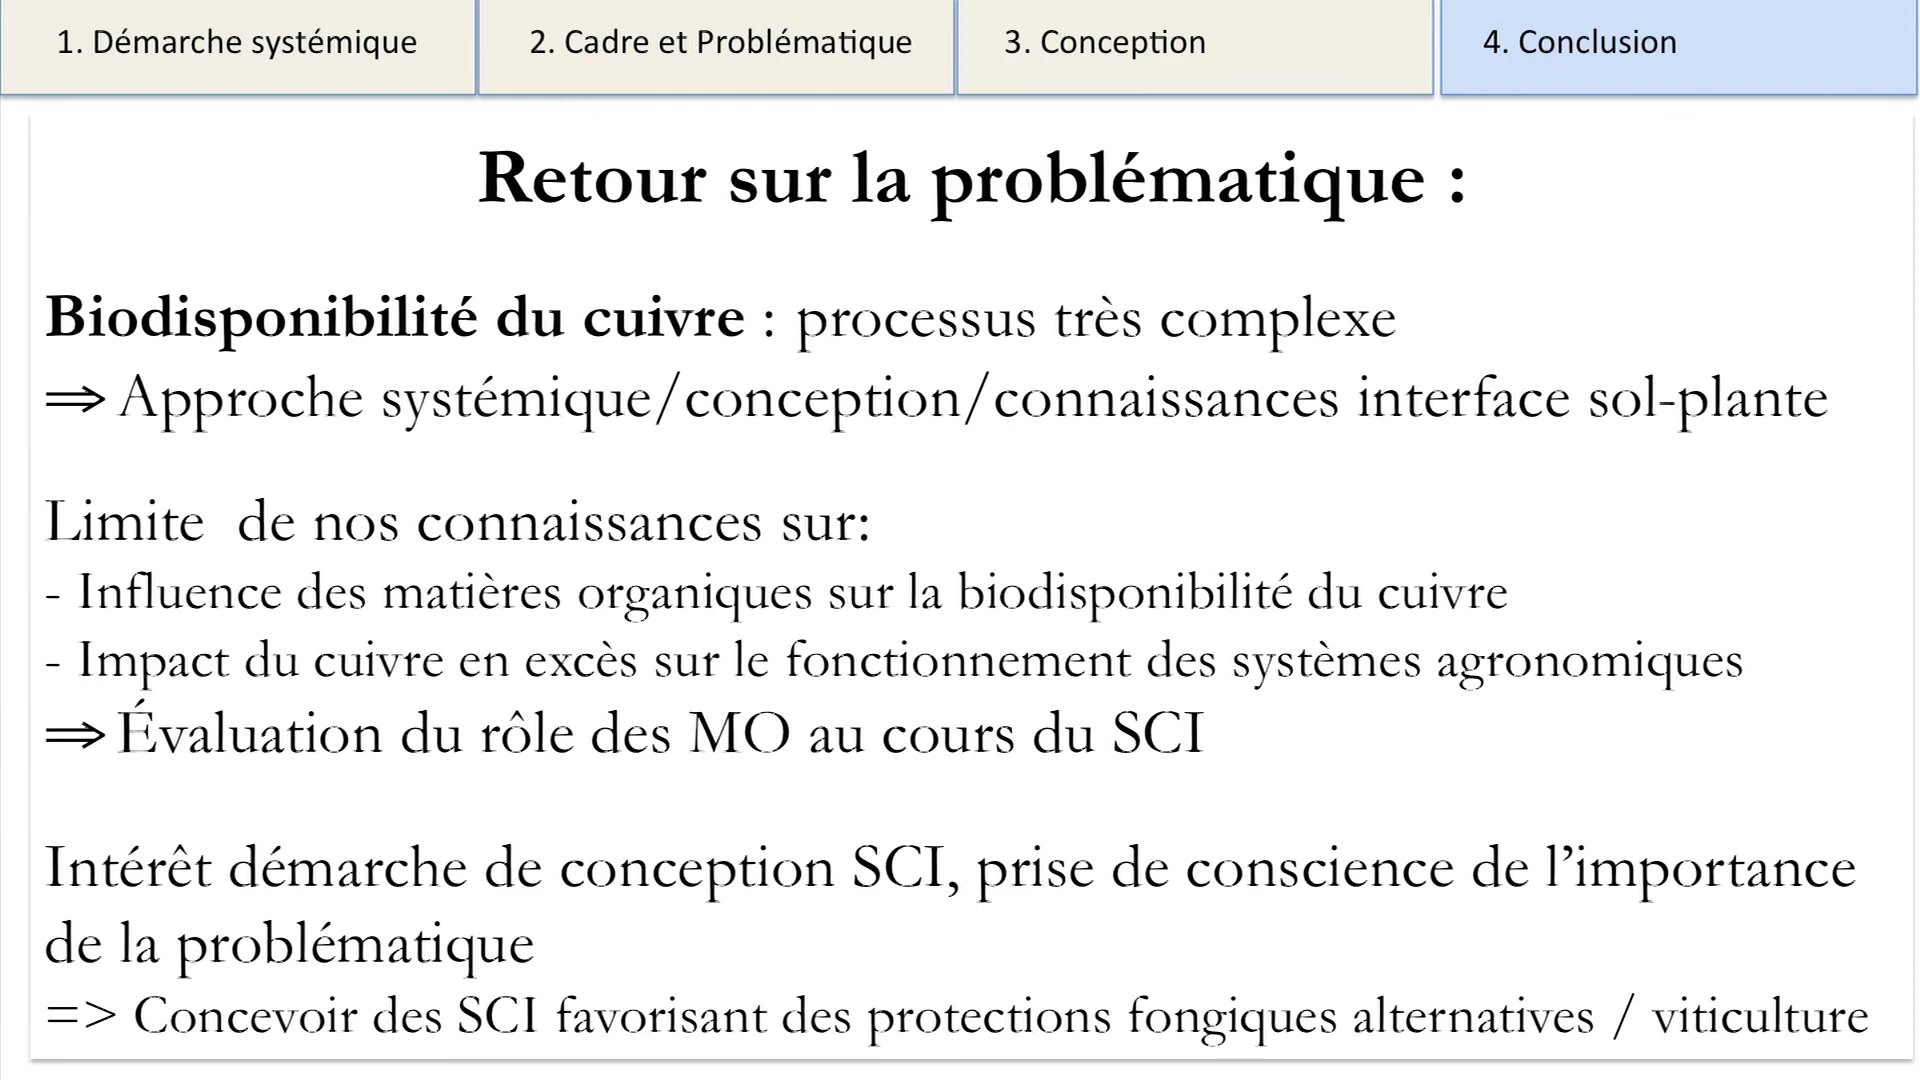 1. Démarche systémique
2. Cadre et Problématique
3. Conception
4. Conclusion
Retour sur la problématique :
Biodisponibilité du cuivre : processus très complexe
⇒ Approche systémique/conception/connaissances interface sol-plante
Limite  de nos connaissances sur:
- Influence des matières organiques sur la biodisponibilité du cuivre
- Impact du cuivre en excès sur le fonctionnement des systèmes agronomiques
⇒ Évaluation du rôle des MO au cours du SCI
Intérêt démarche de conception SCI, prise de conscience de l’importance
de la problématique
=> Concevoir des SCI favorisant des protections fongiques alternatives / viticulture